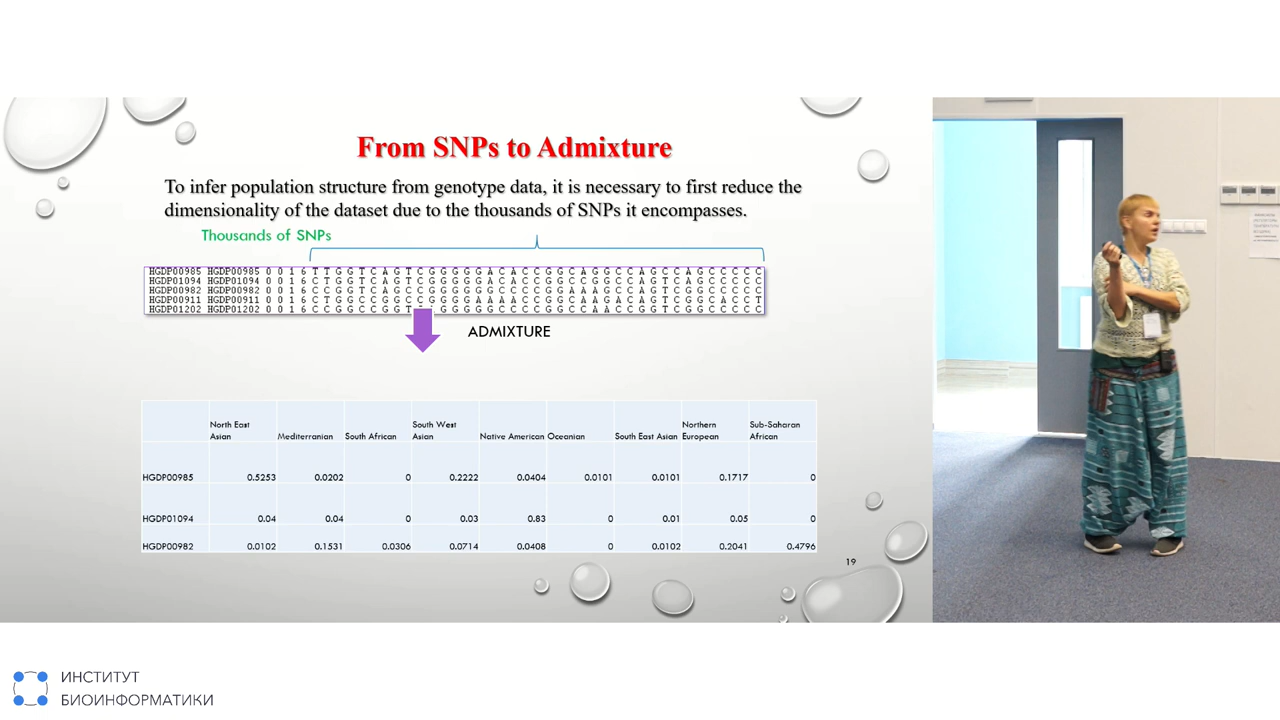 From SNPs to Admixture
To infer population structure from genotype data, it is necessary to first reduce the
dimensionality of the dataset due to the thousands of SNPs it encompasses.
Thousands of SNPs
HGDP00985 HGDP00985 0 0 1 6 T T G G T C A G T C G G G G G A C A C C G G C A G G C C A G C C A G C C C C C
HGDP01094 HGDP01094 0 0 1 6 C T G G T C A G T C G G G G G A C A C C G G C C A G G C C A G T C A G C C C C C
HGDP00982 HGDP00982 0 0 1 6
HGDP00911 HGDP00911 0 0 1 6
HGDP01202 HGDP01202 0 0 1 6
ADMIXTURE
North East Asian Mediterranian South African South West Asian Native American Oceanian South East Asian Northern European Sub-Saharan African
HGDP00985 0.5253 0.0202 0 0.2222 0.0404 0.0101 0.0101 0.1717 0
HGDP01094 0.04 0.04 0 0.03 0.83 0 0.01 0.05 0
HGDP00982 0.0102 0.1531 0.0306 0.0714 0.0408 0 0.0102 0.2041 0.4796
19
ИНСТИТУТ
БИОИНФОРМАТИКИ